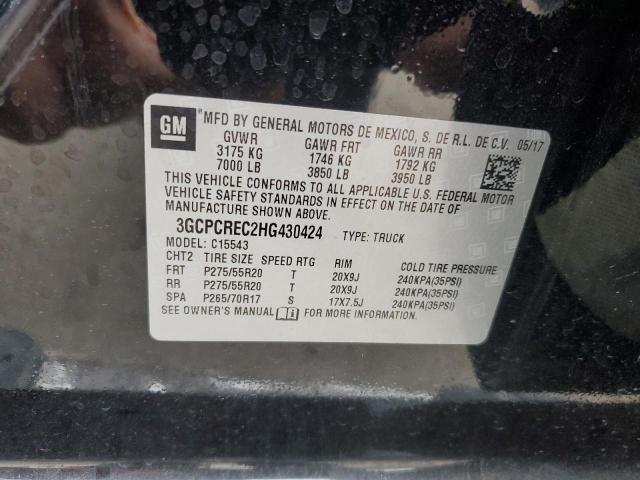 GM
MFD BY GENERAL MOTORS DE MEXICO, S. DE R.L. DE C.V. 05/17
GVWR GAWR FRT GAWR RR
3175 KG 1746 KG 1792 KG
7000 LB 3850 LB 3950 LB
THIS VEHICLE CONFORMS TO ALL APPLICABLE U.S. FEDERAL MOTOR
VEHICLE SAFETY STANDARDS IN EFFECT ON THE DATE OF
MANUFACTURE SHOWN ABOVE.
3GCPCREC2HG430424 TYPE: TRUCK
MODEL: C15543
CHT2 TIRE SIZE SPEED RTG RIM COLD TIRE PRESSURE
FRT P275/55R20 T 20X9J 240KPA(35PSI)
RR P275/55R20 T 20X9J 240KPA(35PSI)
SPA P265/70R17 S 17X7.5J 240KPA(35PSI)
SEE OWNER'S MANUAL